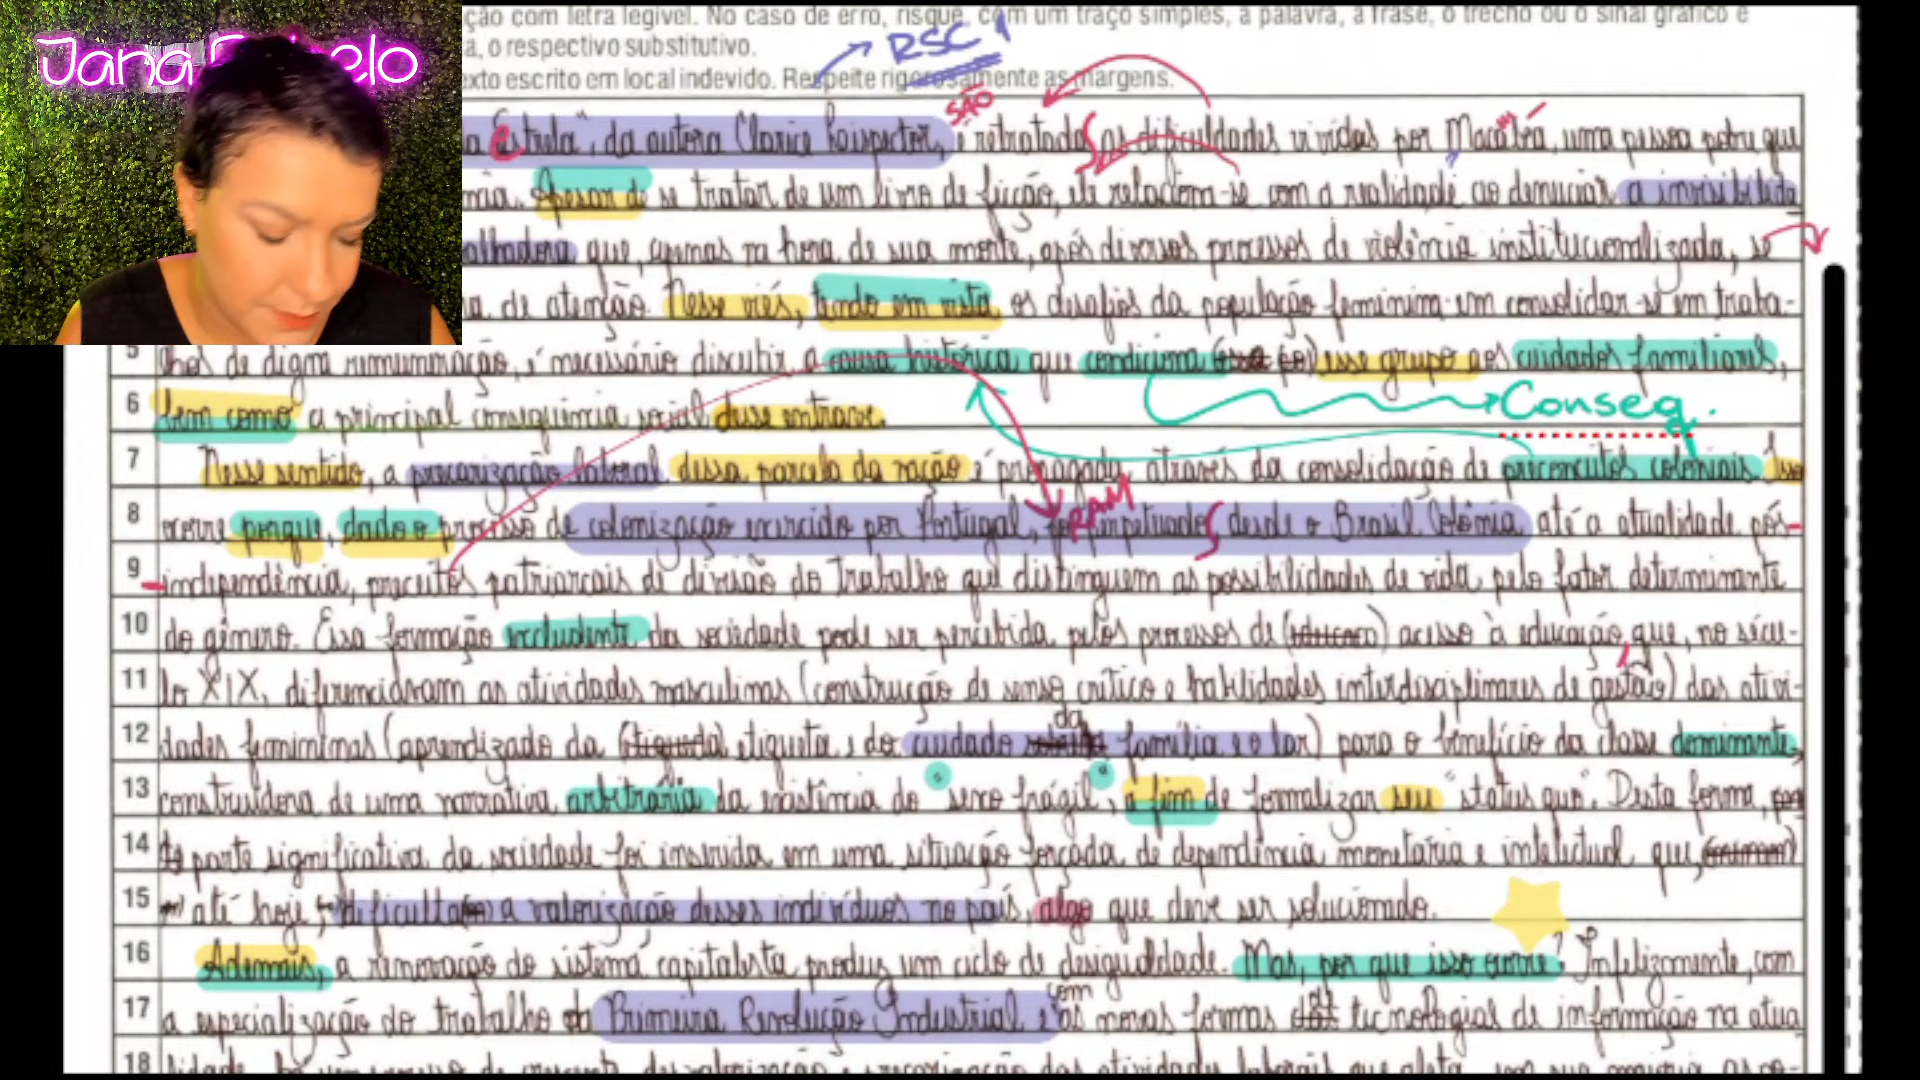 Jana elo
ção com letra legível. No caso de erro, risque, com um traço simples, a palavra, a frase, o trecho ou o sinal gráfico e
a, o respectivo substitutivo.
exto escrito em local indevido. Respeite rigorosamente as margens.
RSC 1
SÃO
a Estrela", da autora Clarice Lispector, é retratado as dificuldades vividas por Macabéa, uma pessoa pobre que
Apesar de se tratar de um livro de ficção, ele relaciona-se com a realidade ao denunciar a invisibilida
alhadora que, apenas na hora de sua morte, após diversos processos de violência institucionalizada, se
a de atenção. Nesse viés, tendo em vista os desafios da população feminina em consolidar-se em traba-
5 lhos de digna remuneração, é necessário discutir a causa histórica que condiciona esse grupo aos cuidados familiares,
Conseq.
6 bem como a principal consequência social desse entrave.
7 Nesse sentido, a precarização laboral dessa parcela da nação é propagada através da consolidação de preconceitos coloniais. Isso
RAM
8 ocorre porque, dado o processo de colonização exercido por Portugal, foi perpetuado desde o Brasil Colônia até a atualidade pós-
9 independência, preceitos patriarcais de divisão do trabalho que distinguem as possibilidades de vida pelo fator determinante
10 do gênero. Essa formação excludente da sociedade pode ser percebida pelos processos de acesso à educação, que, no sécu-
11 lo XIX, diferenciavam as atividades masculinas (construção de senso crítico e habilidades interdisciplinares de gestão) das ativi-
da
12 dades femininas (aprendizado da etiqueta e do cuidado família e o lar) para o benefício da classe dominante,
13 construidora de uma narrativa arbitrária da existência do "sexo frágil", a fim de formalizar seu "status quo". Desta forma,
14 parte significativa da sociedade foi inserida em uma situação forçada de dependência monetária e intelectual que,
15 até hoje, dificulta a valorização desses indivíduos no país, algo que deve ser solucionado.
16 Ademais, a renovação do sistema capitalista produz um ciclo de desigualdade. Mas, por que isso ocorre? Infelizmente, com
com
17 a especialização do trabalho da Primeira Revolução Industrial e as novas formas tecnologias de informação na atua
18 lidade,